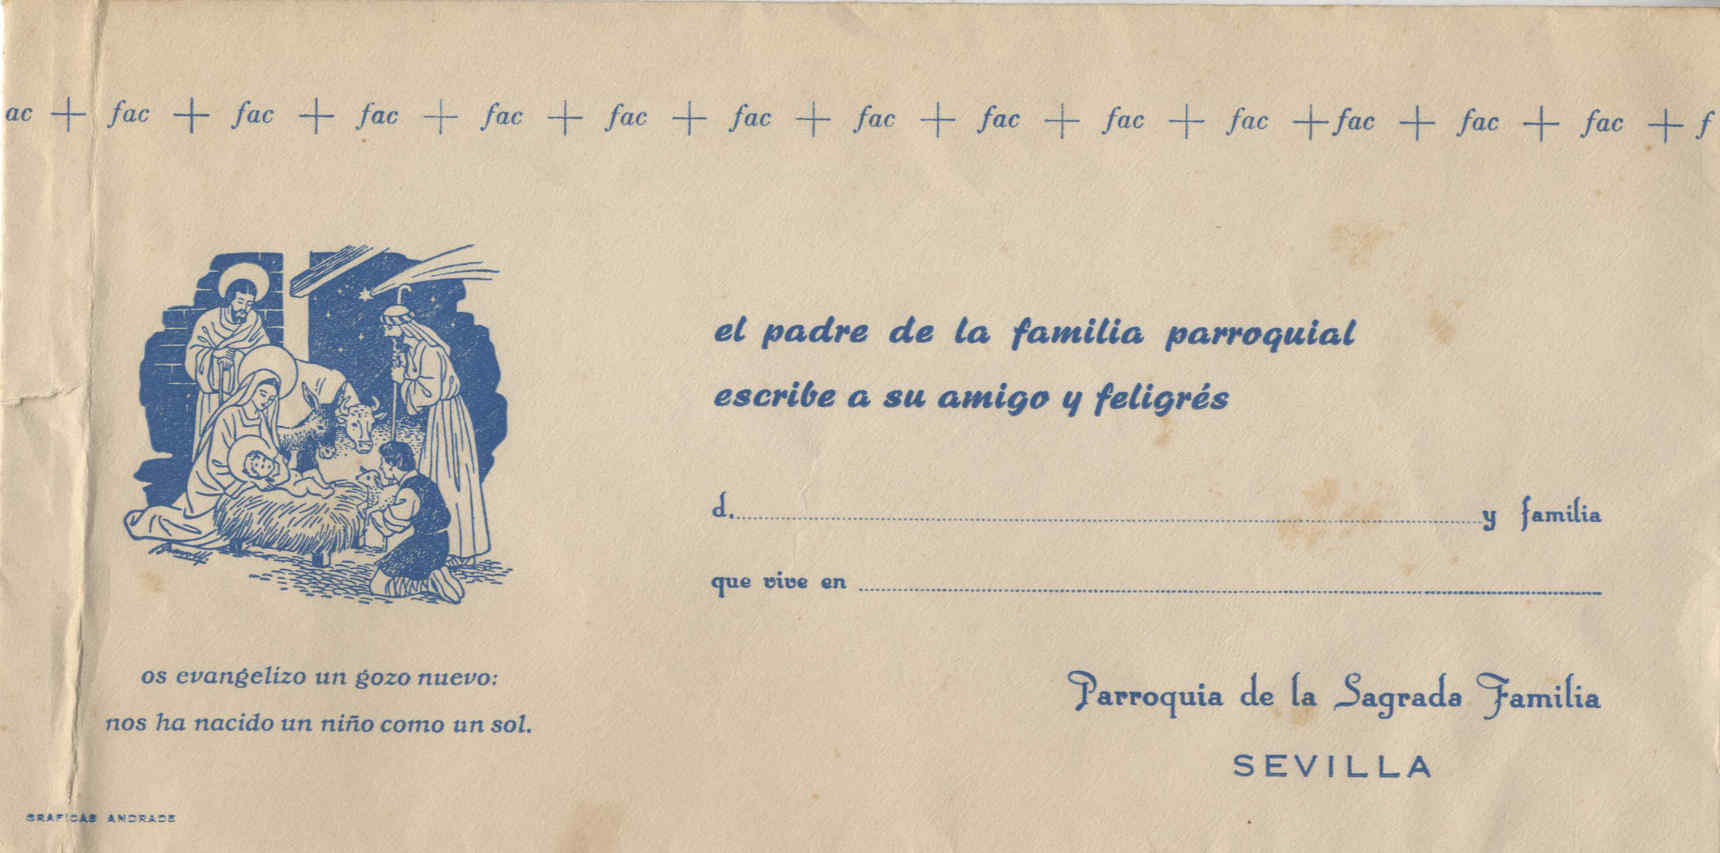 ac + fac + fac + fac + fac + fac + fac + fac + fac + fac + fac + fac + fac + fac + f
el padre de la familia parroquial
escribe a su amigo y feligrés
d. y familia
que vive en
os evangelizo un gozo nuevo:
nos ha nacido un niño como un sol.
Parroquia de la Sagrada Familia
SEVILLA
GRAFICAS ANDRADE